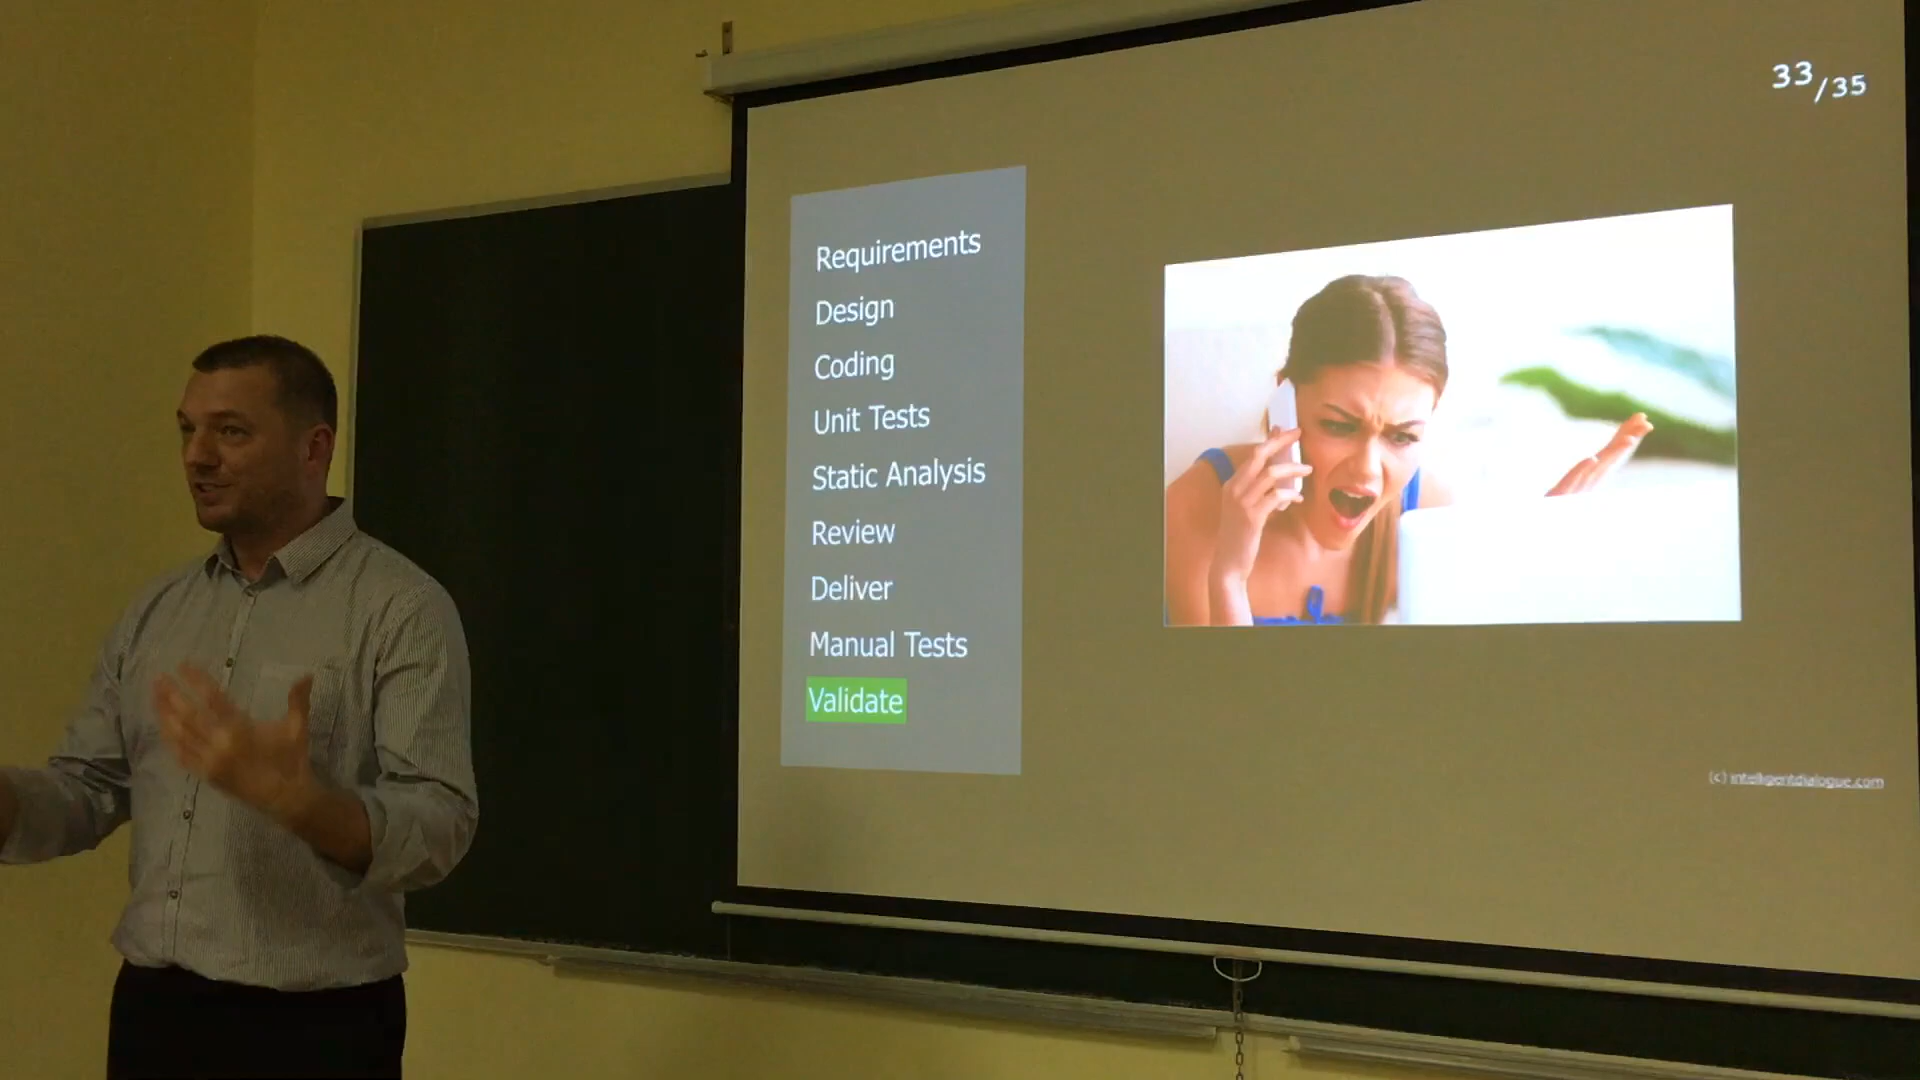 33/35
Requirements
Design
Coding
Unit Tests
Static Analysis
Review
Deliver
Manual Tests
Validate
(c) intelligentdialogue.com